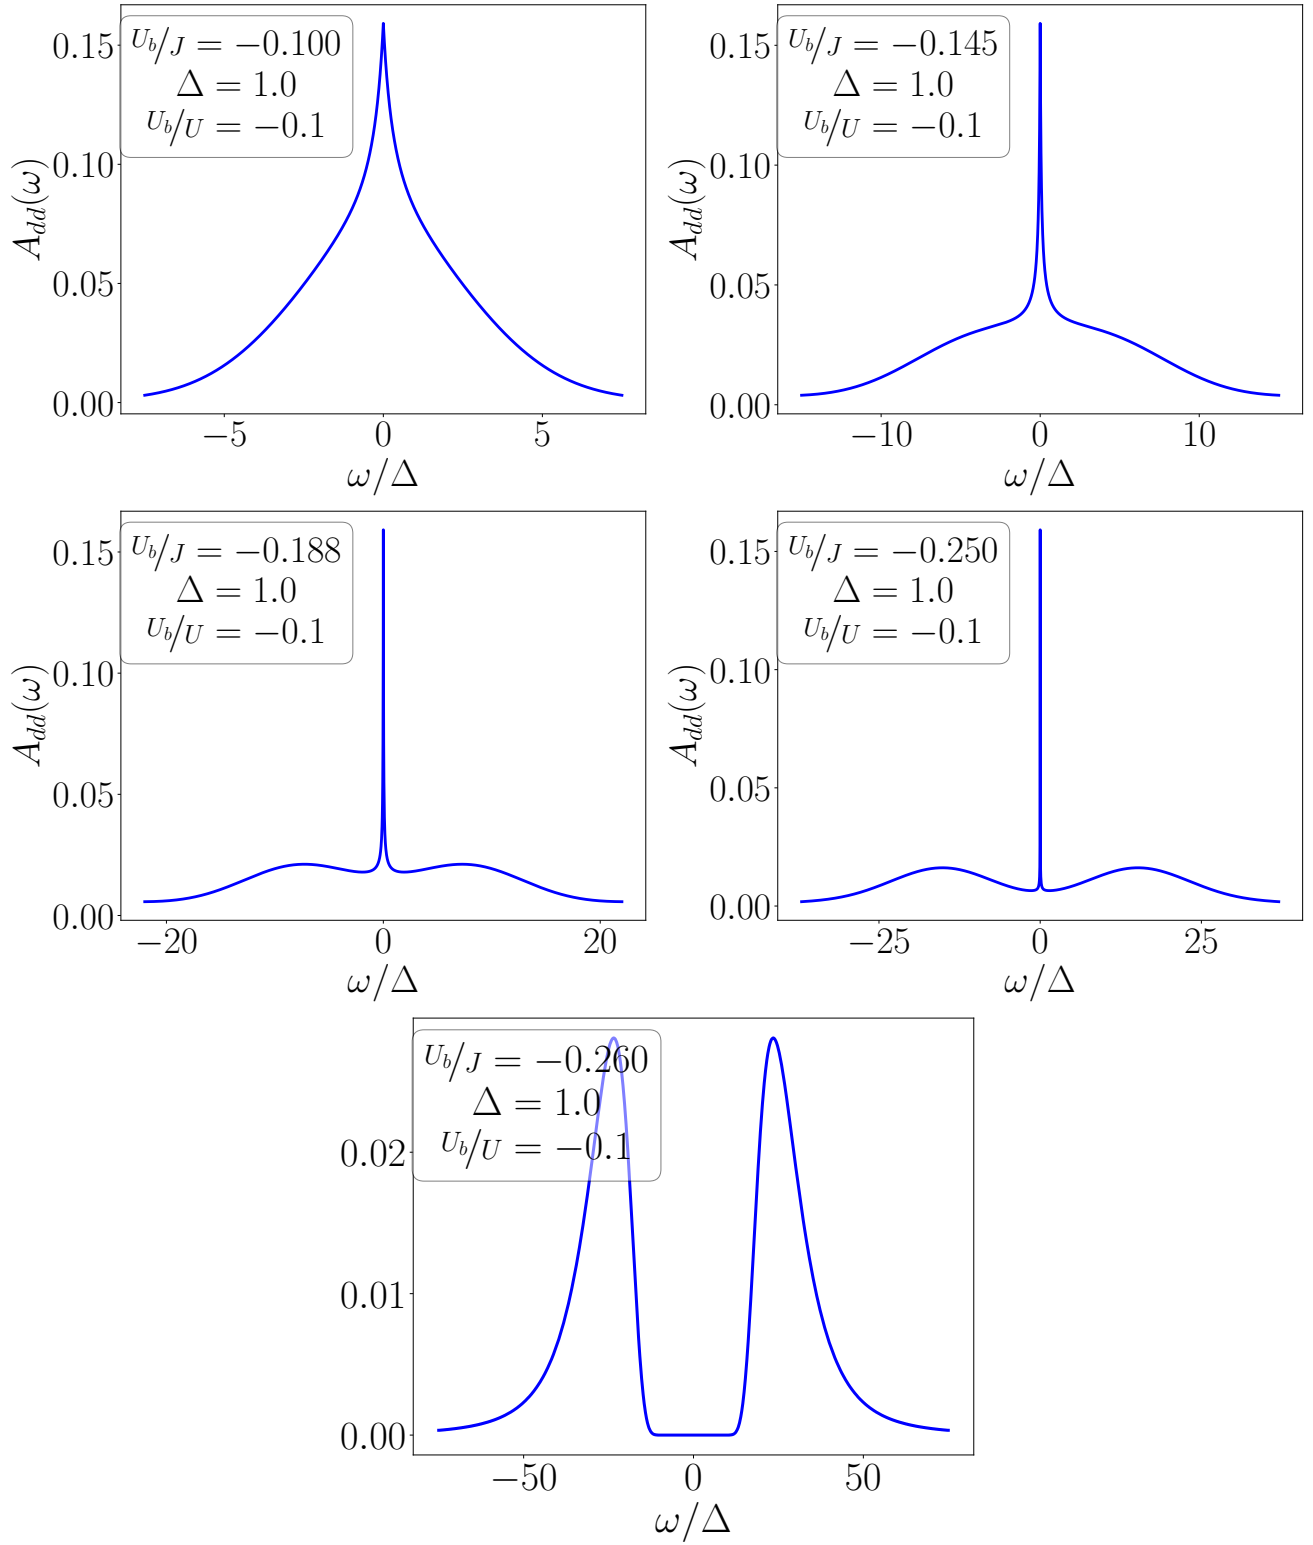 U_b/J = −0.100
Δ = 1.0
U_b/U = −0.1
A_dd(ω)
0.15
0.10
0.05
0.00
−5 0 5
ω/Δ
U_b/J = −0.145
Δ = 1.0
U_b/U = −0.1
A_dd(ω)
0.15
0.10
0.05
0.00
−10 0 10
ω/Δ
U_b/J = −0.188
Δ = 1.0
U_b/U = −0.1
A_dd(ω)
0.15
0.10
0.05
0.00
−20 0 20
ω/Δ
U_b/J = −0.250
Δ = 1.0
U_b/U = −0.1
A_dd(ω)
0.15
0.10
0.05
0.00
−25 0 25
ω/Δ
U_b/J = −0.260
Δ = 1.0
U_b/U = −0.1
0.02
0.01
0.00
−50 0 50
ω/Δ